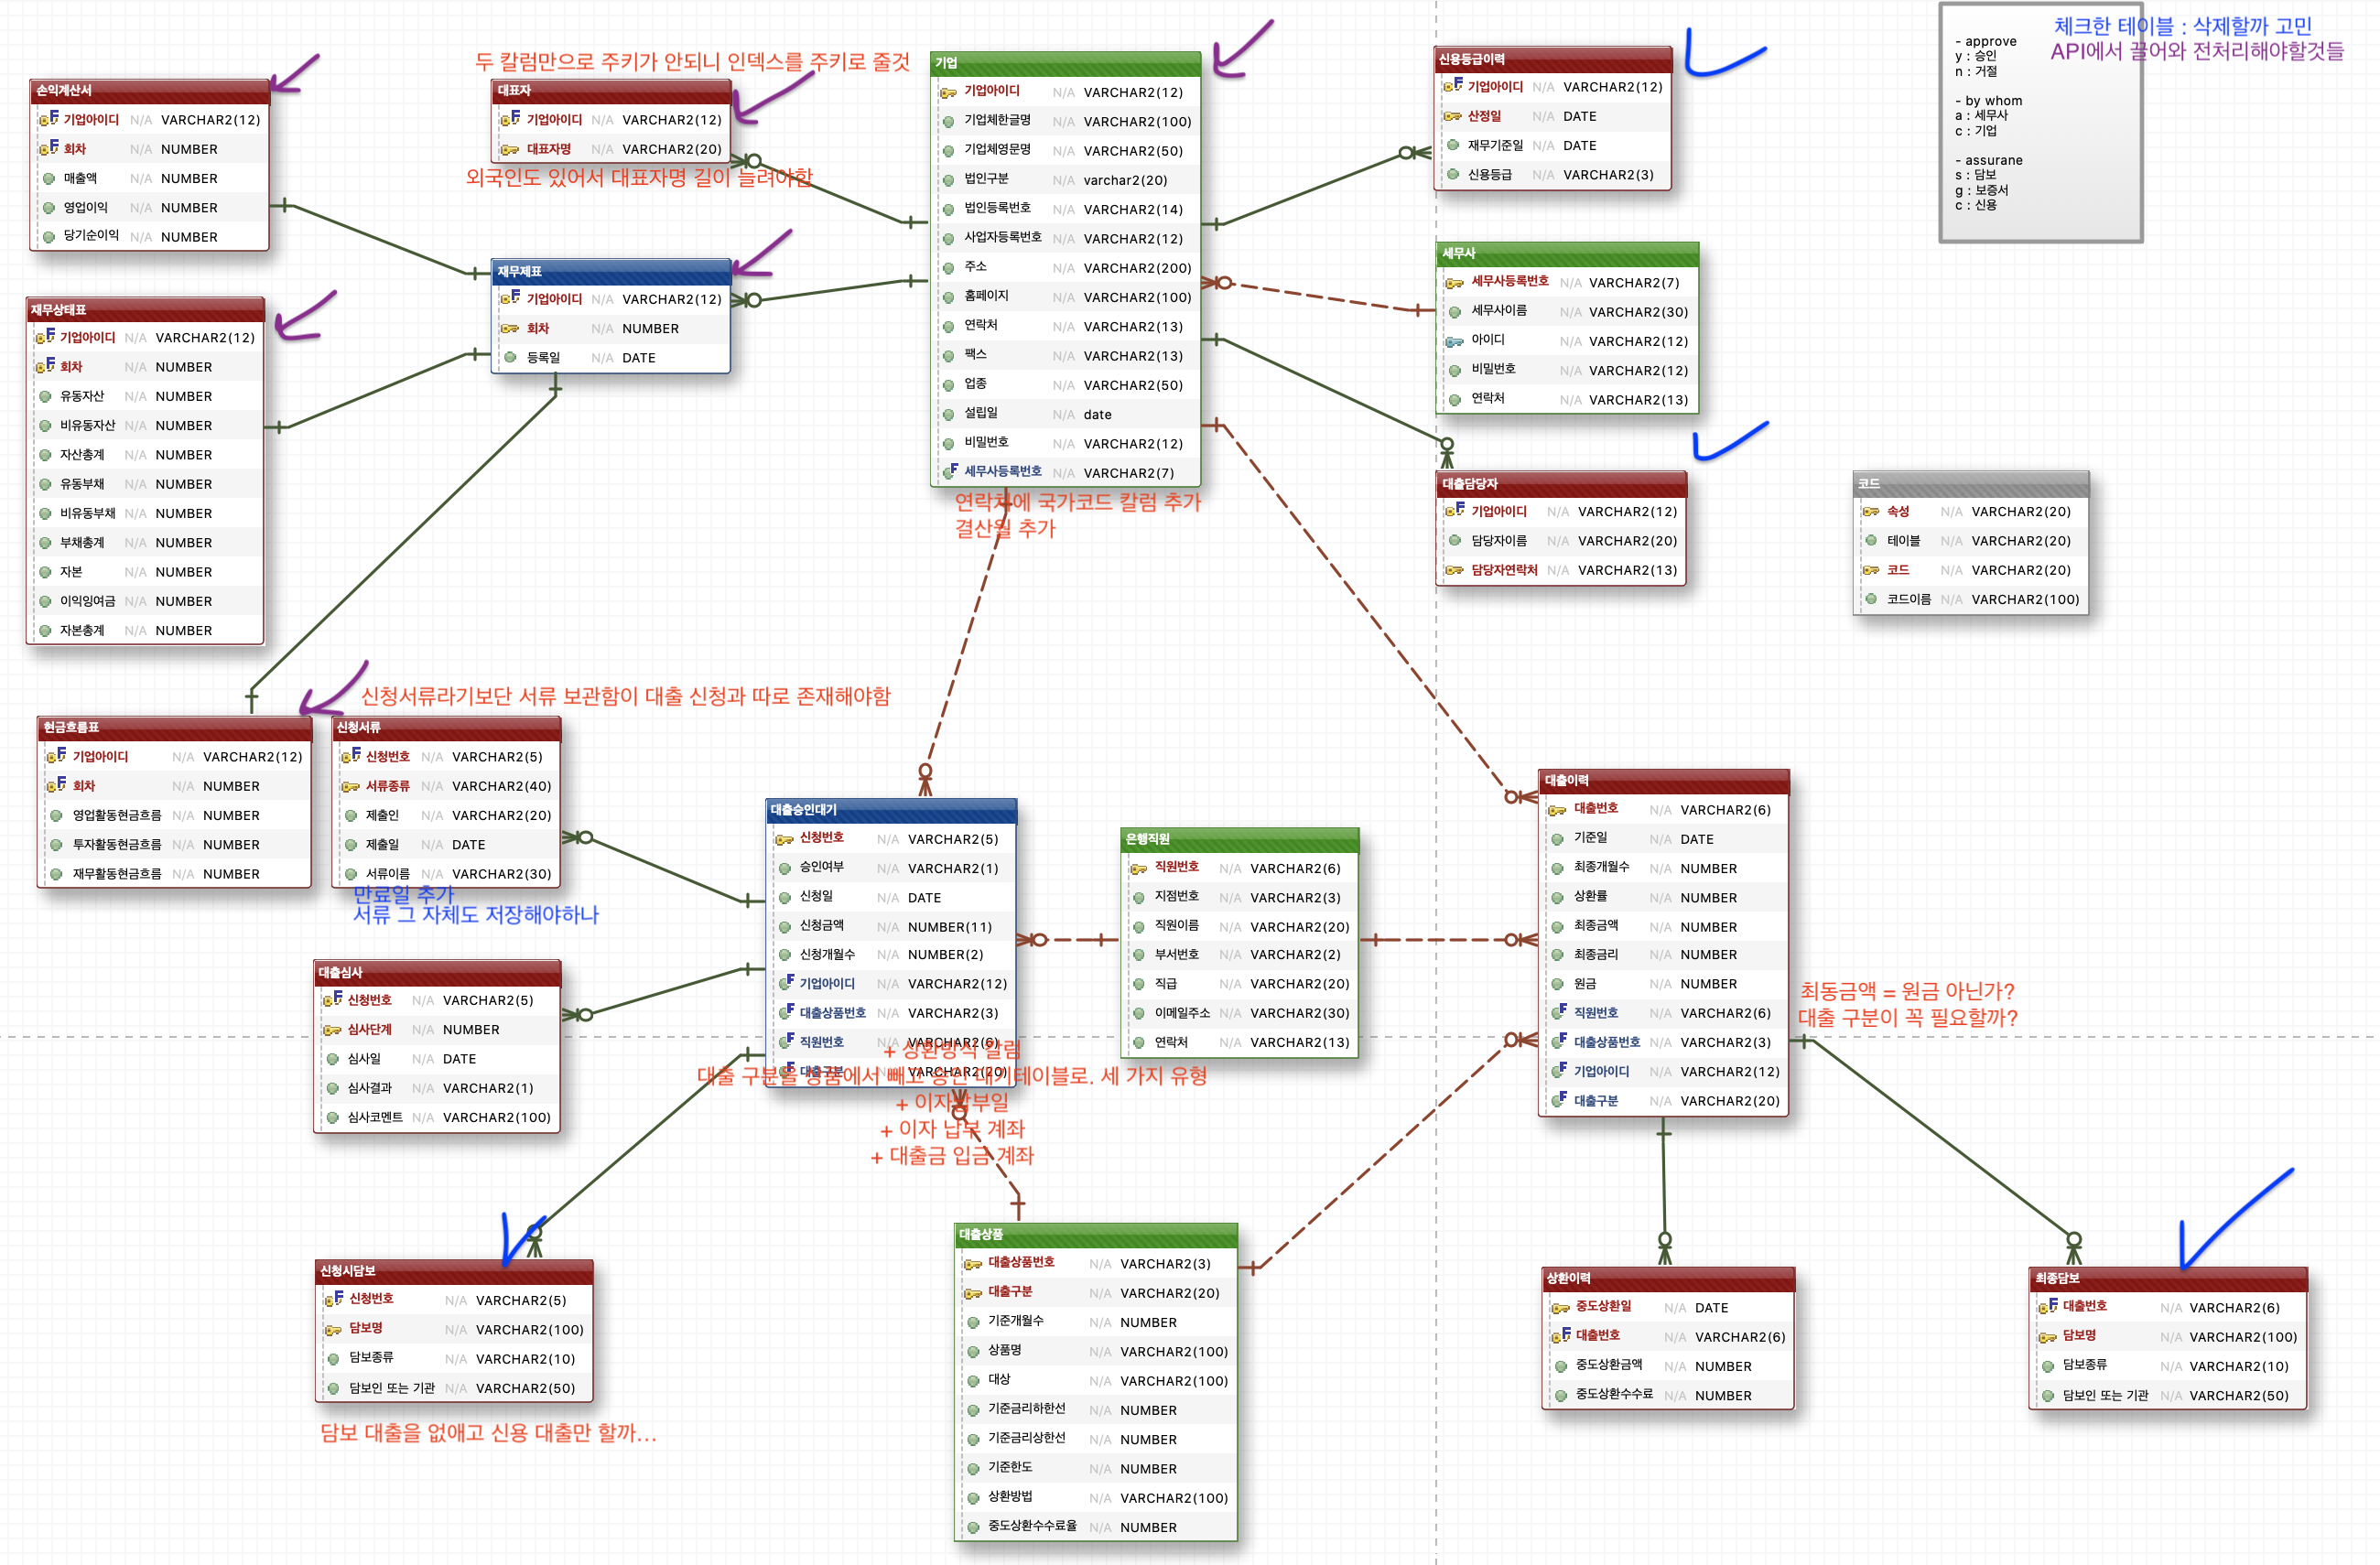 체크한 테이블 : 삭제할까 고민
API에서 끌어와 전처리해야할것들
- approve
y : 승인
n : 거절
- by whom
a : 세무사
c : 기업
- assurane
s : 담보
g : 보증서
c : 신용
두 칼럼만으로 주키가 안되니 인덱스를 주키로 줄것
손익계산서
기업아이디 N/A VARCHAR2(12)
회차 N/A NUMBER
매출액 N/A NUMBER
영업이익 N/A NUMBER
당기순이익 N/A NUMBER
대표자
기업아이디 N/A VARCHAR2(12)
대표자명 N/A VARCHAR2(20)
외국인도 있어서 대표자명 길이 늘려야함
기업
기업아이디 N/A VARCHAR2(12)
기업체한글명 N/A VARCHAR2(100)
기업체영문명 N/A VARCHAR2(50)
법인구분 N/A varchar2(20)
법인등록번호 N/A VARCHAR2(14)
사업자등록번호 N/A VARCHAR2(12)
주소 N/A VARCHAR2(200)
홈페이지 N/A VARCHAR2(100)
연락처 N/A VARCHAR2(13)
팩스 N/A VARCHAR2(13)
업종 N/A VARCHAR2(50)
설립일 N/A date
비밀번호 N/A VARCHAR2(12)
세무사등록번호 N/A VARCHAR2(7)
연락처에 국가코드 칼럼 추가
결산월 추가
신용등급이력
기업아이디 N/A VARCHAR2(12)
산정일 N/A DATE
재무기준일 N/A DATE
신용등급 N/A VARCHAR2(3)
세무사
세무사등록번호 N/A VARCHAR2(7)
세무사이름 N/A VARCHAR2(30)
아이디 N/A VARCHAR2(12)
비밀번호 N/A VARCHAR2(12)
연락처 N/A VARCHAR2(13)
재무제표
기업아이디 N/A VARCHAR2(12)
회차 N/A NUMBER
등록일 N/A DATE
재무상태표
기업아이디 N/A VARCHAR2(12)
회차 N/A NUMBER
유동자산 N/A NUMBER
비유동자산 N/A NUMBER
자산총계 N/A NUMBER
유동부채 N/A NUMBER
비유동부채 N/A NUMBER
부채총계 N/A NUMBER
자본 N/A NUMBER
이익잉여금 N/A NUMBER
자본총계 N/A NUMBER
대출담당자
기업아이디 N/A VARCHAR2(12)
담당자이름 N/A VARCHAR2(20)
담당자연락처 N/A VARCHAR2(13)
코드
속성 N/A VARCHAR2(20)
테이블 N/A VARCHAR2(20)
코드 N/A VARCHAR2(20)
코드이름 N/A VARCHAR2(100)
신청서류라기보단 서류 보관함이 대출 신청과 따로 존재해야함
현금흐름표
기업아이디 N/A VARCHAR2(12)
회차 N/A NUMBER
영업활동현금흐름 N/A NUMBER
투자활동현금흐름 N/A NUMBER
재무활동현금흐름 N/A NUMBER
신청서류
신청번호 N/A VARCHAR2(5)
서류종류 N/A VARCHAR2(40)
제출인 N/A VARCHAR2(20)
제출일 N/A DATE
서류이름 N/A VARCHAR2(30)
만료일 추가
서류 그 자체도 저장해야하나
대출승인대기
신청번호 N/A VARCHAR2(5)
승인여부 N/A VARCHAR2(1)
신청일 N/A DATE
신청금액 N/A NUMBER(11)
신청개월수 N/A NUMBER(2)
기업아이디 N/A VARCHAR2(12)
대출상품번호 N/A VARCHAR2(3)
직원번호 N/A VARCHAR2(6)
대출구분 N/A VARCHAR2(20)
+ 상환방식 칼럼
대출 구분을 상품에서 빼고 승인 대기테이블로. 세 가지 유형
+ 이자납부일
+ 이자 납부 계좌
+ 대출금 입금 계좌
은행직원
직원번호 N/A VARCHAR2(6)
지점번호 N/A VARCHAR2(3)
직원이름 N/A VARCHAR2(20)
부서번호 N/A VARCHAR2(2)
직급 N/A VARCHAR2(20)
이메일주소 N/A VARCHAR2(30)
연락처 N/A VARCHAR2(13)
대출이력
대출번호 N/A VARCHAR2(6)
기준일 N/A DATE
최종개월수 N/A NUMBER
상환률 N/A NUMBER
최종금액 N/A NUMBER
최종금리 N/A NUMBER
원금 N/A NUMBER
직원번호 N/A VARCHAR2(6)
대출상품번호 N/A VARCHAR2(3)
기업아이디 N/A VARCHAR2(12)
대출구분 N/A VARCHAR2(20)
최동금액 = 원금 아닌가?
대출 구분이 꼭 필요할까?
대출심사
신청번호 N/A VARCHAR2(5)
심사단계 N/A NUMBER
심사일 N/A DATE
심사결과 N/A VARCHAR2(1)
심사코멘트 N/A VARCHAR2(100)
신청시담보
신청번호 N/A VARCHAR2(5)
담보명 N/A VARCHAR2(100)
담보종류 N/A VARCHAR2(10)
담보인 또는 기관 N/A VARCHAR2(50)
담보 대출을 없애고 신용 대출만 할까...
대출상품
대출상품번호 N/A VARCHAR2(3)
대출구분 N/A VARCHAR2(20)
기준개월수 N/A NUMBER
상품명 N/A VARCHAR2(100)
대상 N/A VARCHAR2(100)
기준금리하한선 N/A NUMBER
기준금리상한선 N/A NUMBER
기준한도 N/A NUMBER
상환방법 N/A VARCHAR2(100)
중도상환수수료율 N/A NUMBER
상환이력
중도상환일 N/A DATE
대출번호 N/A VARCHAR2(6)
중도상환금액 N/A NUMBER
중도상환수수료 N/A NUMBER
최종담보
대출번호 N/A VARCHAR2(6)
담보명 N/A VARCHAR2(100)
담보종류 N/A VARCHAR2(10)
담보인 또는 기관 N/A VARCHAR2(50)